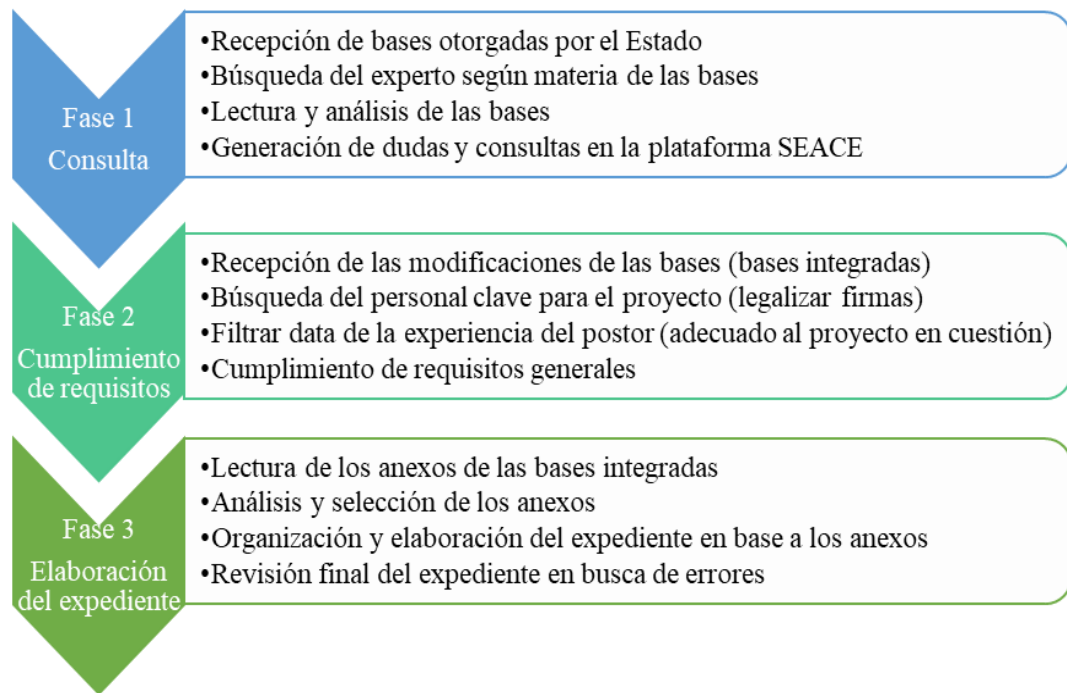 Fase 1
Consulta
•Recepción de bases otorgadas por el Estado
•Búsqueda del experto según materia de las bases
•Lectura y análisis de las bases
•Generación de dudas y consultas en la plataforma SEACE
Fase 2
Cumplimiento
de requisitos
•Recepción de las modificaciones de las bases (bases integradas)
•Búsqueda del personal clave para el proyecto (legalizar firmas)
•Filtrar data de la experiencia del postor (adecuado al proyecto en cuestión)
•Cumplimiento de requisitos generales
Fase 3
Elaboración
del expediente
•Lectura de los anexos de las bases integradas
•Análisis y selección de los anexos
•Organización y elaboración del expediente en base a los anexos
•Revisión final del expediente en busca de errores